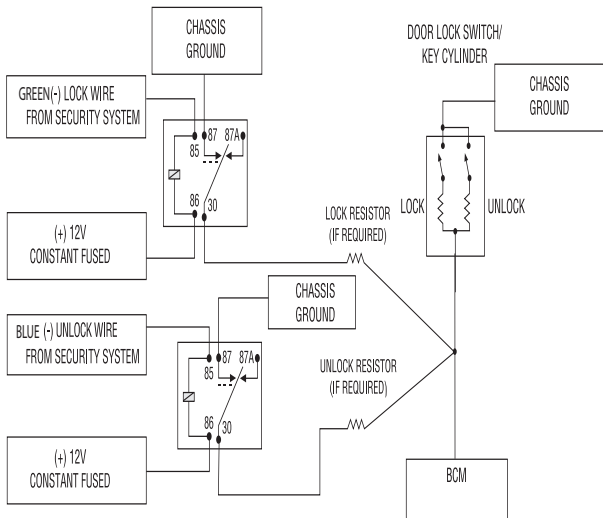 CHASSIS
GROUND
DOOR LOCK SWITCH/
KEY CYLINDER
CHASSIS
GROUND
GREEN(-) LOCK WIRE
FROM SECURITY SYSTEM
87 87A
85
86
30
LOCK UNLOCK
LOCK RESISTOR
(IF REQUIRED)
(+) 12V
CONSTANT FUSED
CHASSIS
GROUND
BLUE (-) UNLOCK WIRE
FROM SECURITY SYSTEM
87 87A
85
86
30
UNLOCK RESISTOR
(IF REQUIRED)
(+) 12V
CONSTANT FUSED
BCM